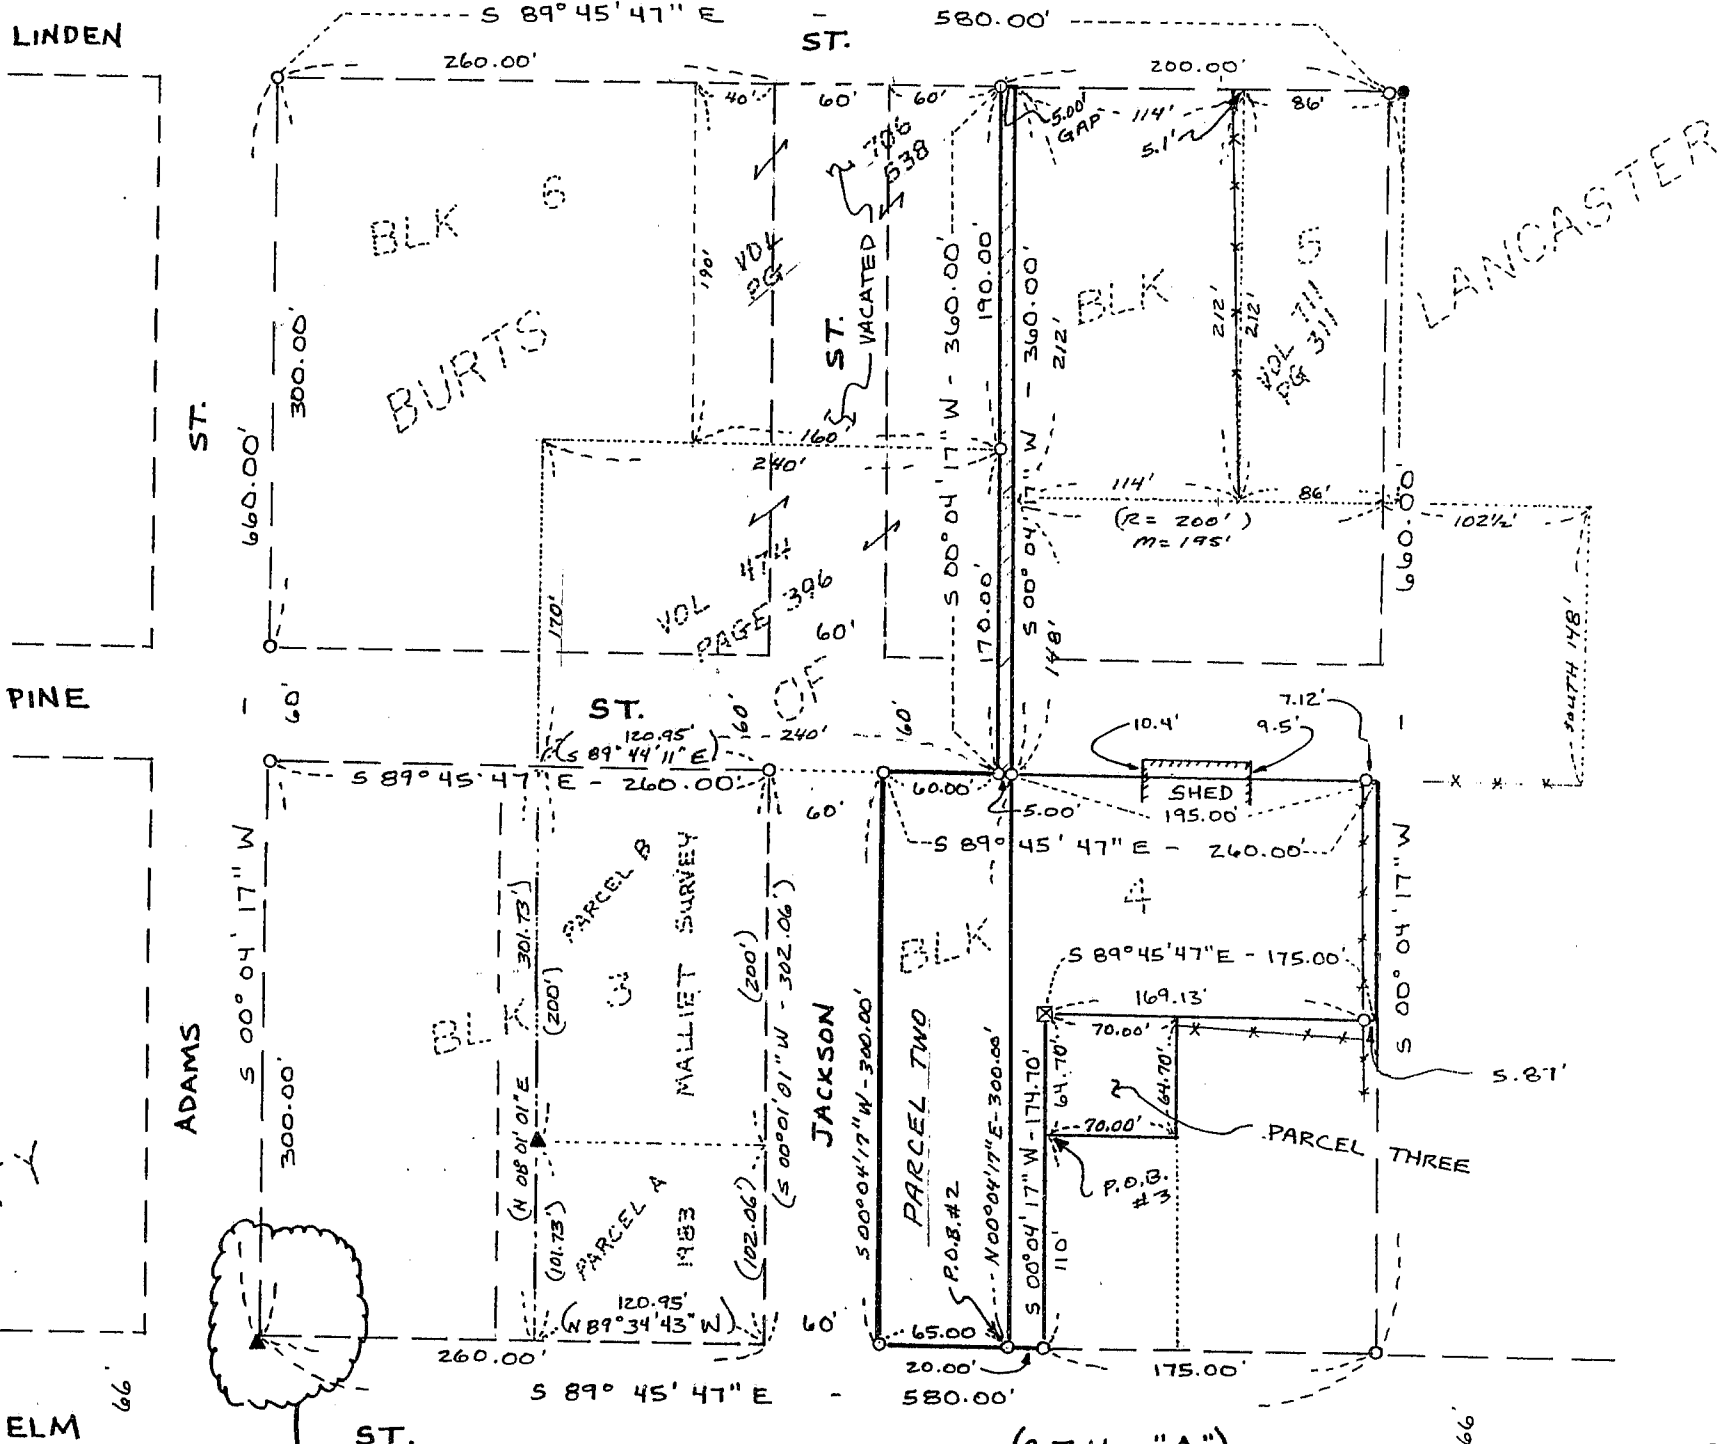 S 89° 45' 47" E - 580.00'
LINDEN ST.
260.00'
200.00'
40'
60'
60'
5.00' GAP
114'
5.1'
86'
706
538
BLK 6
BURTS
190'
VOL
PG
VACATED
ST.
S 00° 04' 17" W - 360.00'
190.00'
S 00° 04' 17" W - 360.00'
212'
BLK 5
212'
212'
VOL 111
PG 311
LANCASTER
ST.
300.00'
660.00'
160
240'
114'
86'
102½'
(R= 200')
M= 195'
660.00'
170'
VOL 474
PAGE 396
60'
170.00'
148'
SOUTH 148'
OF
PINE ST.
60'
60'
60'
120.95'
(S 89° 44' 11" E)
240'
S 89° 45' 47" E - 260.00'
60'
60.00'
5.00'
10.4'
9.5'
7.12'
SHED
195.00'
S 89° 45' 47" E - 260.00'
4
S 00° 04' 17" W
S 00° 04' 17" W
300.00'
ADAMS
BLK 3
301.73')
(N 08° 01' 01" E
(200')
(101.73')
PARCEL B
MALLIET SURVEY
1983
PARCEL A
(200')
(102.06')
(S 00° 01' 01" W - 302.06')
JACKSON
S 00° 04' 17" W - 300.00'
BLK
PARCEL TWO
P.O.B. #2
N 00° 04' 17" E - 300.00'
S 00° 04' 17" W - 174.70'
S 89° 45' 47" E - 175.00'
169.13'
70.00'
64.70'
64.70'
70.00'
110'
5.87'
PARCEL THREE
P.O.B.
#3
Y
120.95'
(N 89° 34' 43" W)
60'
65.00
260.00'
20.00'
175.00'
S 89° 45' 47" E - 580.00'
66'
66'
ELM ST.